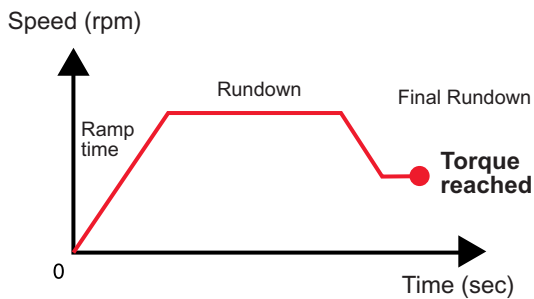 Speed (rpm)
Rundown
Final Rundown
Ramp
time
Torque
reached
0
Time (sec)